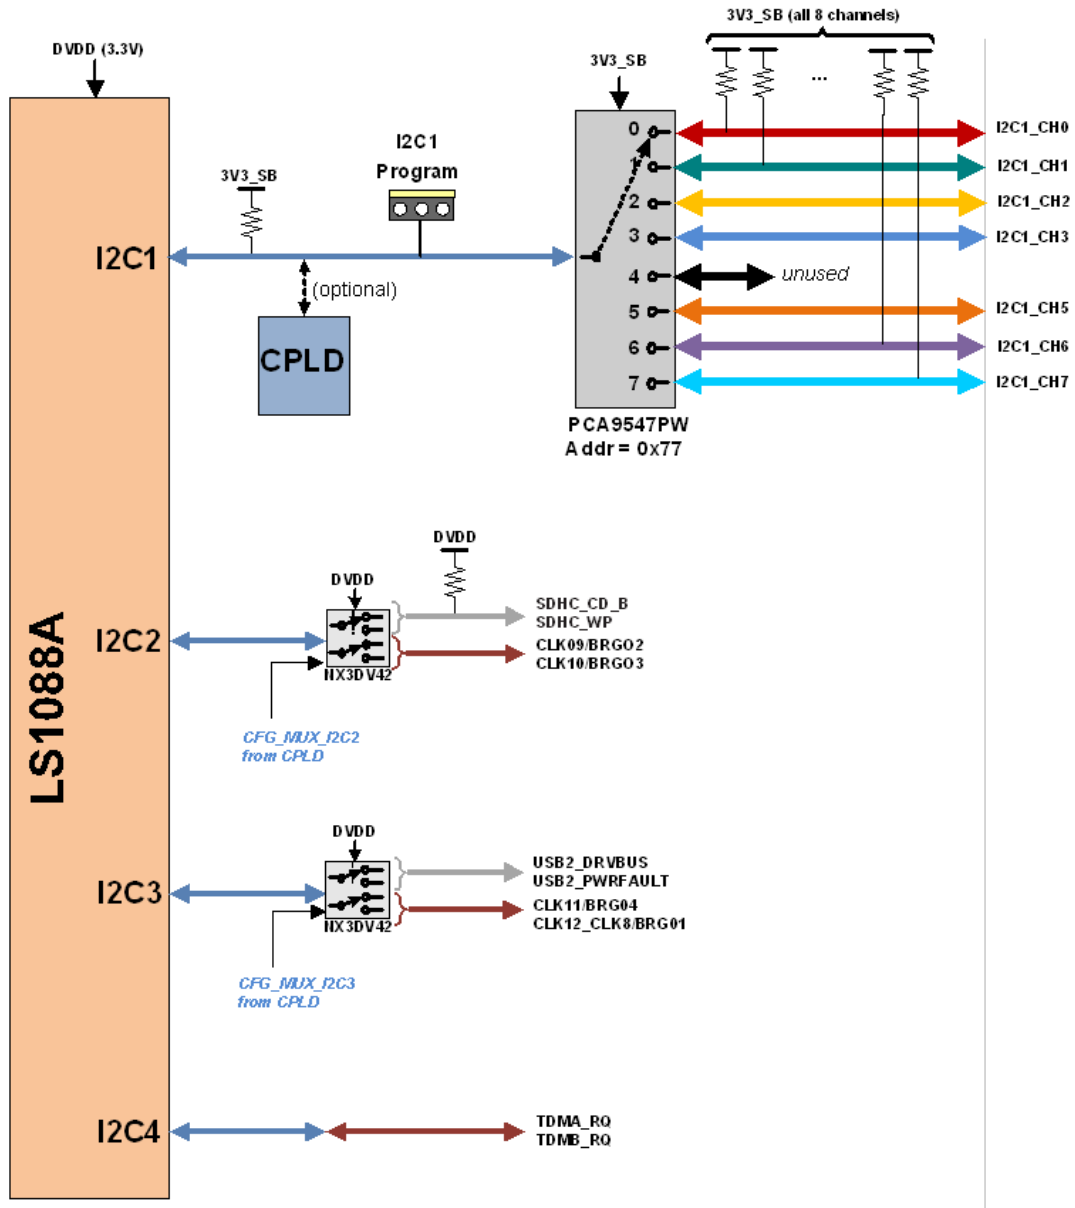 3V3_SB (all 8 channels)
DVDD (3.3V)
3V3_SB
...
I2C1
Program
3V3_SB
0
I2C1_CH0
1
I2C1_CH1
2
I2C1_CH2
3
I2C1_CH3
I2C1
4
unused
(optional)
5
I2C1_CH5
CPLD
6
I2C1_CH6
7
I2C1_CH7
PCA9547PW
Addr = 0x77
DVDD
DVDD
SDHC_CD_B
SDHC_WP
I2C2
CLK09/BRGO2
CLK10/BRGO3
NX3DV42
CFG_MUX_I2C2
from CPLD
LS1088A
DVDD
USB2_DRVBUS
USB2_PWRFAULT
I2C3
CLK11/BRG04
CLK12_CLK8/BRG01
NX3DV42
CFG_MUX_I2C3
from CPLD
I2C4
TDMA_RQ
TDMB_RQ